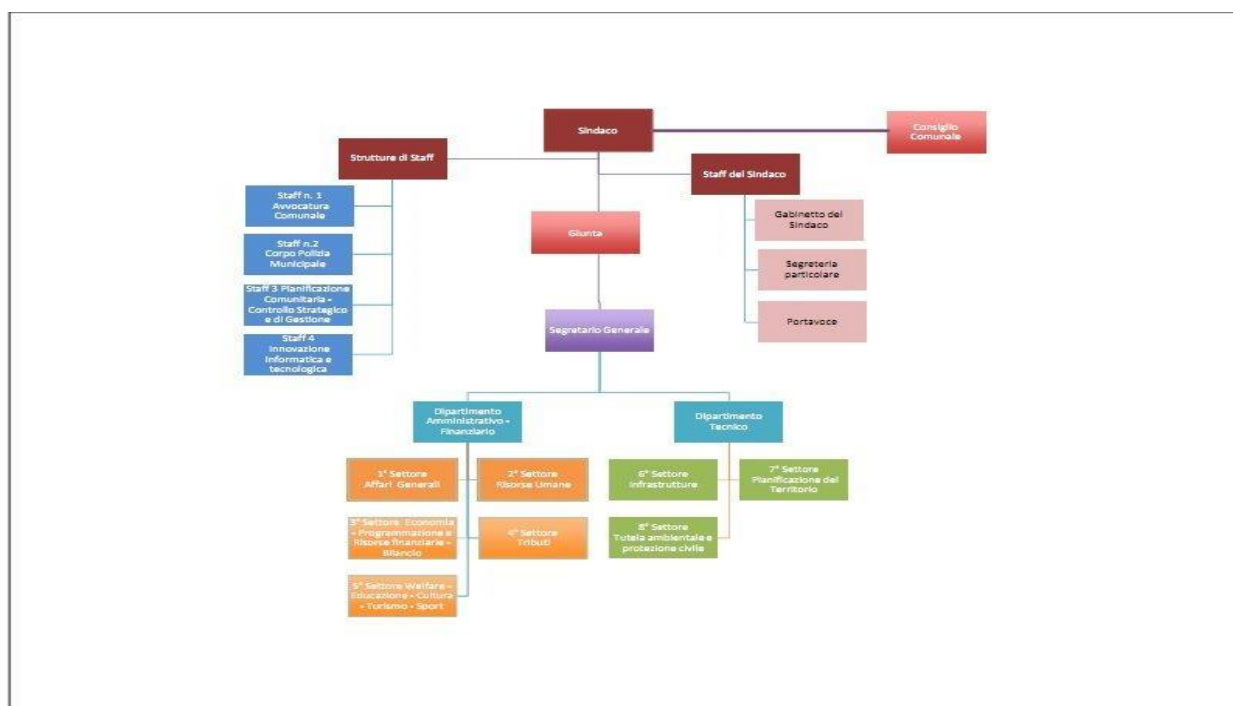 Sindaco
Consiglio
Comunale
Strutture di Staff
Staff del Sindaco
Staff n. 1
Avvocatura
Comunale
Gabinetto del
Sindaco
Giunta
Staff n.2
Corpo Polizia
Municipale
Segreteria
particolare
Staff 3 Planificazione
Comunitaria -
Controllo Strategico
e di Gestione
Portavoce
Segretario Generale
Staff 4
Innovazione
Informatica e
tecnologica
Dipartimento
Amministrativo -
Finanziario
Dipartimento
Tecnico
1° Settore
Affari Generali
2° Settore
Risorse Umane
6° Settore
Infrastrutture
7° Settore
Pianificazione del
Territorio
3° Settore Economia
- Programmazione e
Risorse finanziarie -
Bilancio
4° Settore
Tributi
8° Settore
Tutela ambientale e
protezione civile
5° Settore Welfare -
Educazione - Cultura
- Turismo - Sport